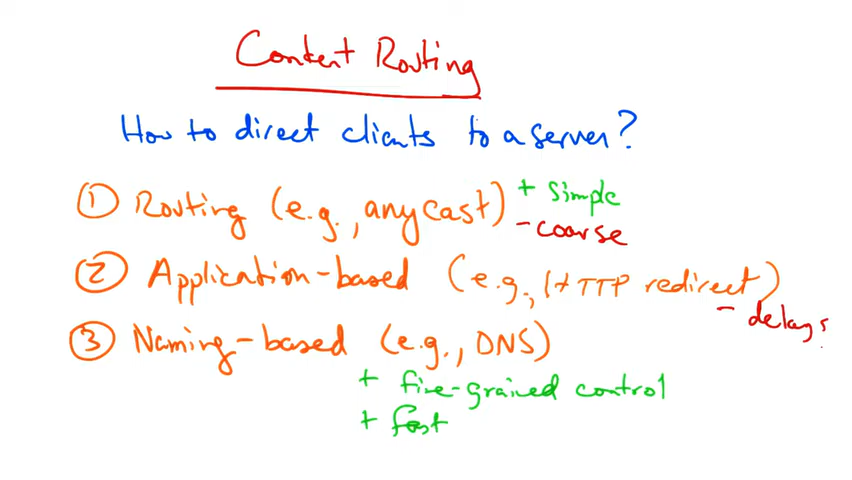 Content Routing
How to direct clients to a server?
① Routing (e.g., anycast) + simple
- coarse
② Application-based (e.g., HTTP redirect)
- delays
③ Naming-based (e.g., DNS)
+ fine-grained control
+ fast